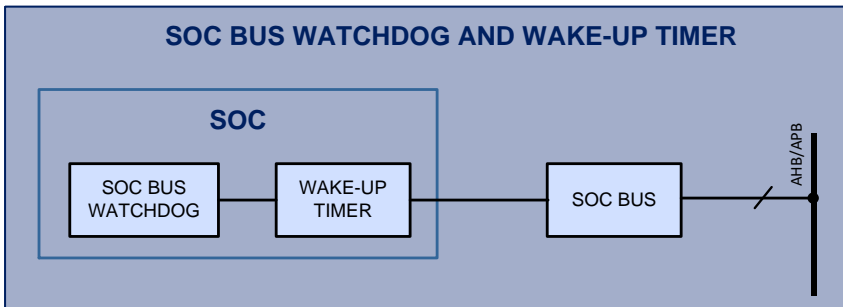 SOC BUS WATCHDOG AND WAKE-UP TIMER
SOC
SOC BUS
WATCHDOG
WAKE-UP
TIMER
SOC BUS
AHB/APB